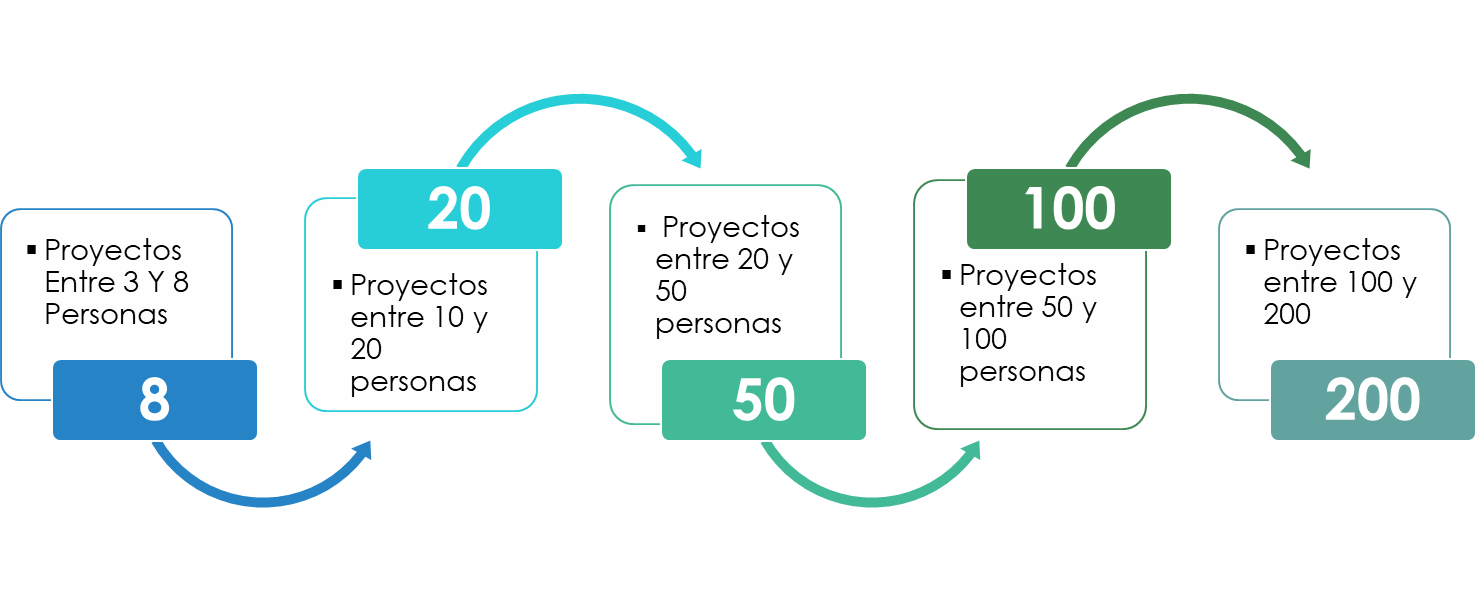 ▪ Proyectos
Entre 3 Y 8
Personas
8
20
▪ Proyectos
entre 10 y
20
personas
▪ Proyectos
entre 20 y
50
personas
50
100
▪ Proyectos
entre 50 y
100
personas
▪ Proyectos
entre 100 y
200
200